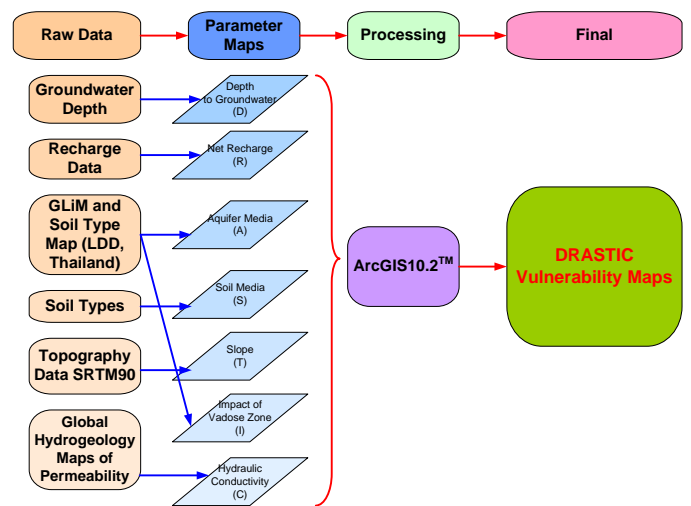 Raw Data
Parameter
Maps
Processing
Final
Groundwater
Depth
Depth
to Groundwater
(D)
Recharge
Data
Net Recharge
(R)
GLiM and
Soil Type
Map (LDD,
Thailand)
Aquifer Media
(A)
Soil Types
Soil Media
(S)
Topography
Data SRTM90
Slope
(T)
Global
Hydrogeology
Maps of
Permeability
Impact of
Vadose Zone
(I)
Hydraulic
Conductivity
(C)
ArcGIS10.2TM
DRASTIC
Vulnerability Maps